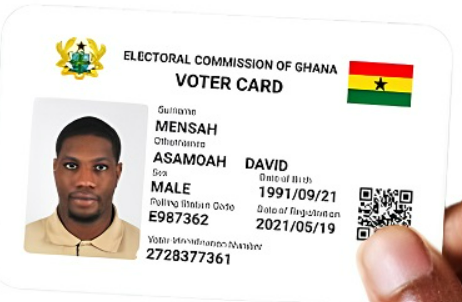 ELECTORAL COMMISSION OF GHANA
VOTER CARD
Surname
MENSAH
Othernames
ASAMOAH DAVID
Sex Date of Birth
MALE 1991/09/21
Polling Station Code Date of Registration
E987362 2021/05/19
Voter Identification Number
2728377361